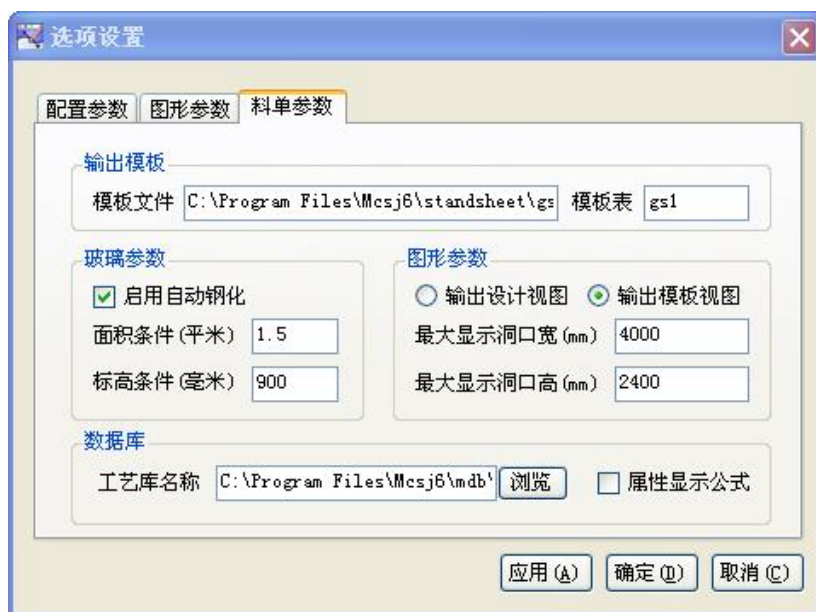 选项设置
配置参数 图形参数 料单参数
输出模板
模板文件 C:\Program Files\Mcsj6\standsheet\gs 模板表 gs1
玻璃参数 图形参数
启用自动钢化 输出设计视图 输出模板视图
面积条件(平米) 1.5 最大显示洞口宽(mm) 4000
标高条件(毫米) 900 最大显示洞口高(mm) 2400
数据库
工艺库名称 C:\Program Files\Mcsj6\mdb\ 浏览 属性显示公式
应用(A) 确定(D) 取消(C)